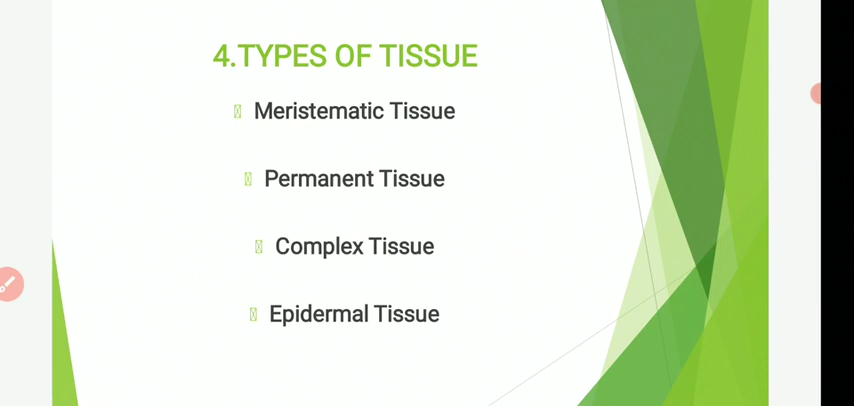 4.TYPES OF TISSUE
Meristematic Tissue
Permanent Tissue
Complex Tissue
Epidermal Tissue